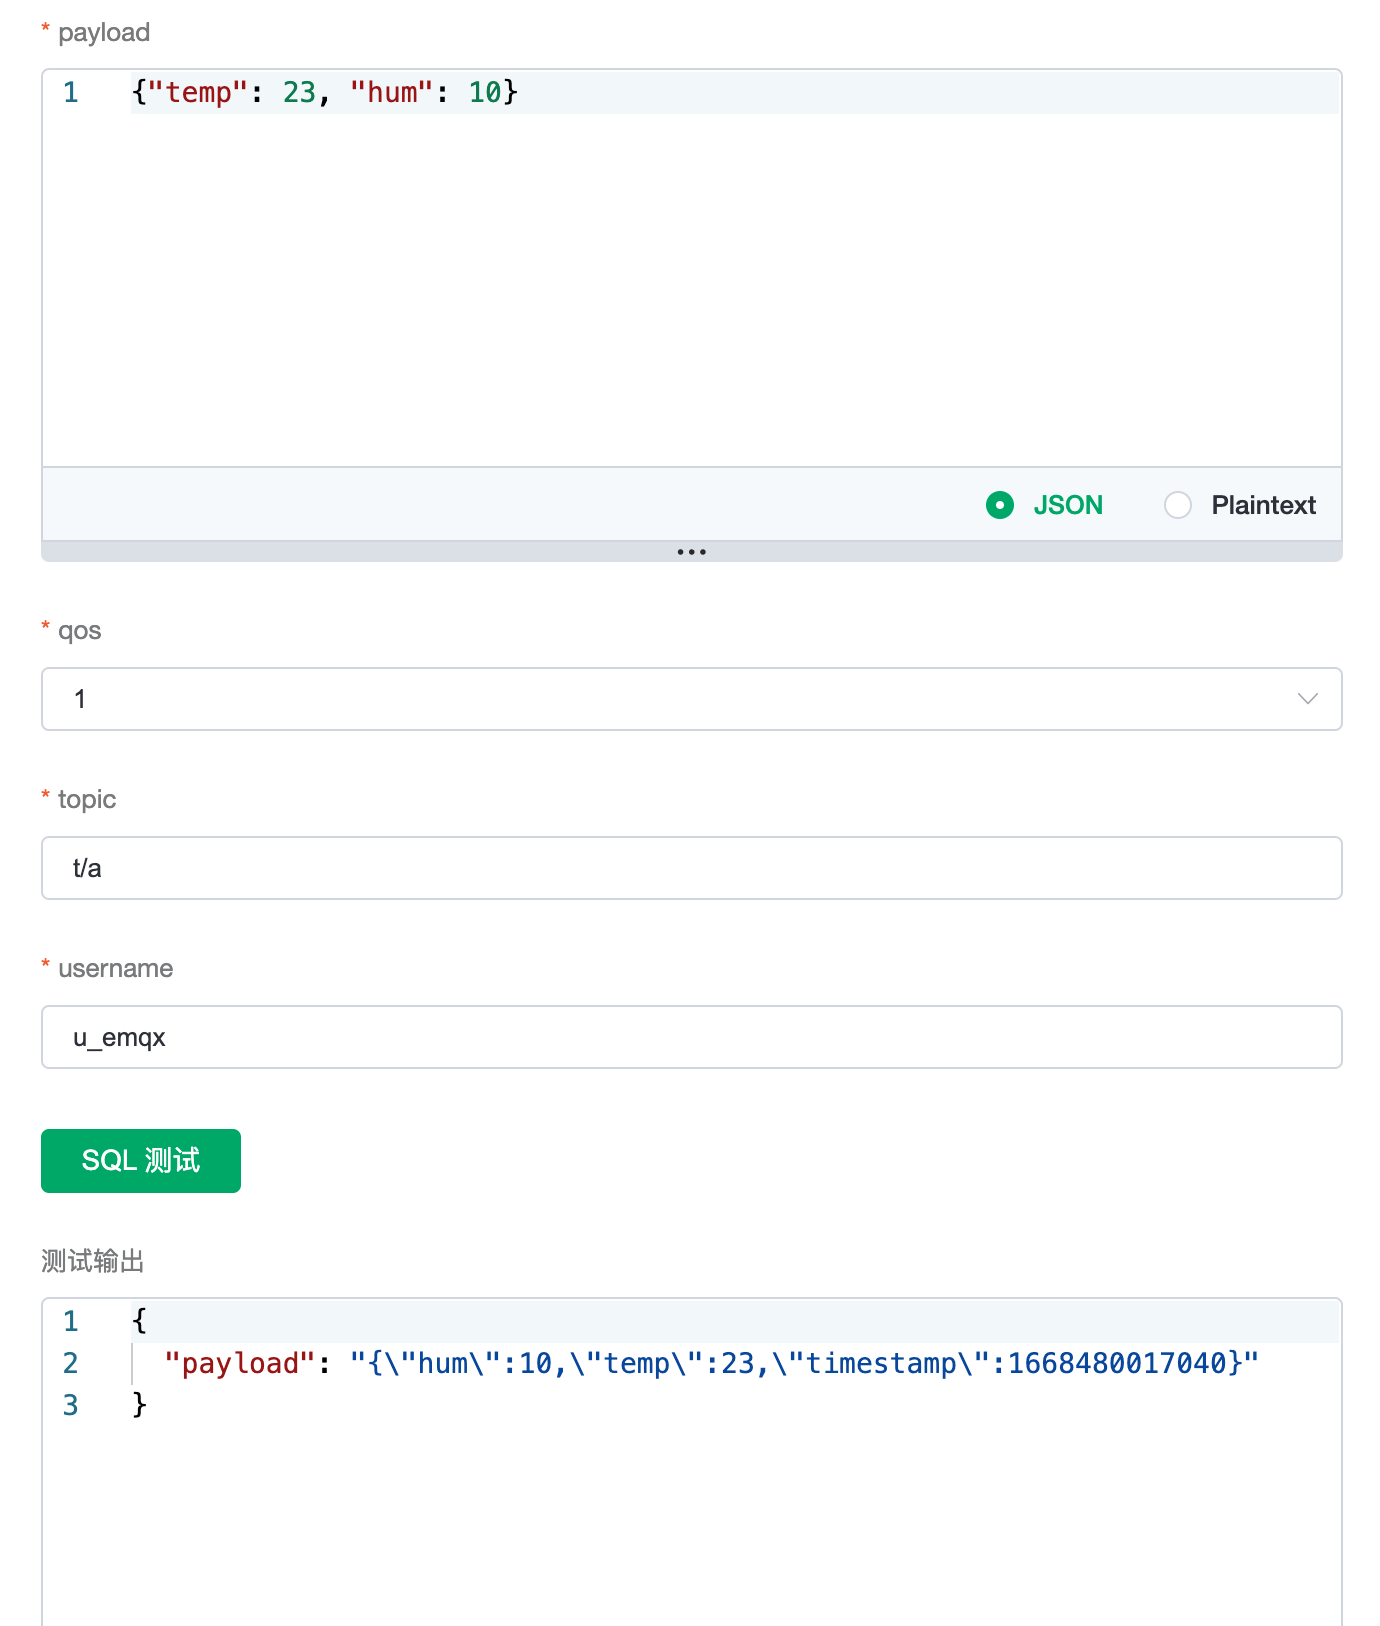 * payload
1 {"temp": 23, "hum": 10}
JSON Plaintext
* qos
1
* topic
t/a
* username
u_emqx
SQL 测试
测试输出
1 {
2 "payload": "{\"hum\":10,\"temp\":23,\"timestamp\":1668480017040}"
3 }